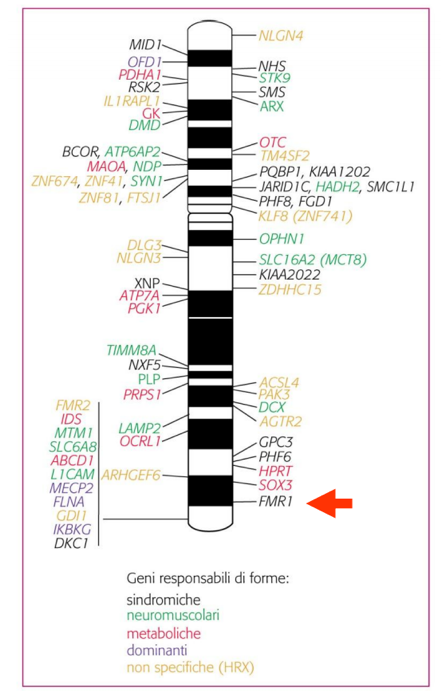 NLGN4
MID1
OFD1
NHS
PDHA1
STK9
RSK2
SMS
IL1RAPL1
ARX
GK
DMD
OTC
BCOR, ATP6AP2
TM4SF2
MAOA, NDP
PQBP1, KIAA1202
ZNF674, ZNF41, SYN1
JARID1C, HADH2, SMC1L1
ZNF81, FTSJ1
PHF8, FGD1
KLF8 (ZNF741)
OPHN1
DLG3
NLGN3
SLC16A2 (MCT8)
KIAA2022
XNP
ZDHHC15
ATP7A
PGK1
TIMM8A
NXF5
PLP
ACSL4
PRPS1
PAK3
FMR2
DCX
IDS
AGTR2
MTM1
LAMP2
SLC6A8
OCRL1
GPC3
ABCD1
PHF6
L1CAM
ARHGEF6
HPRT
MECP2
SOX3
FLNA
FMR1
GDI1
IKBKG
DKC1
Geni responsabili di forme:
sindromiche
neuromuscolari
metaboliche
dominanti
non specifiche (HRX)